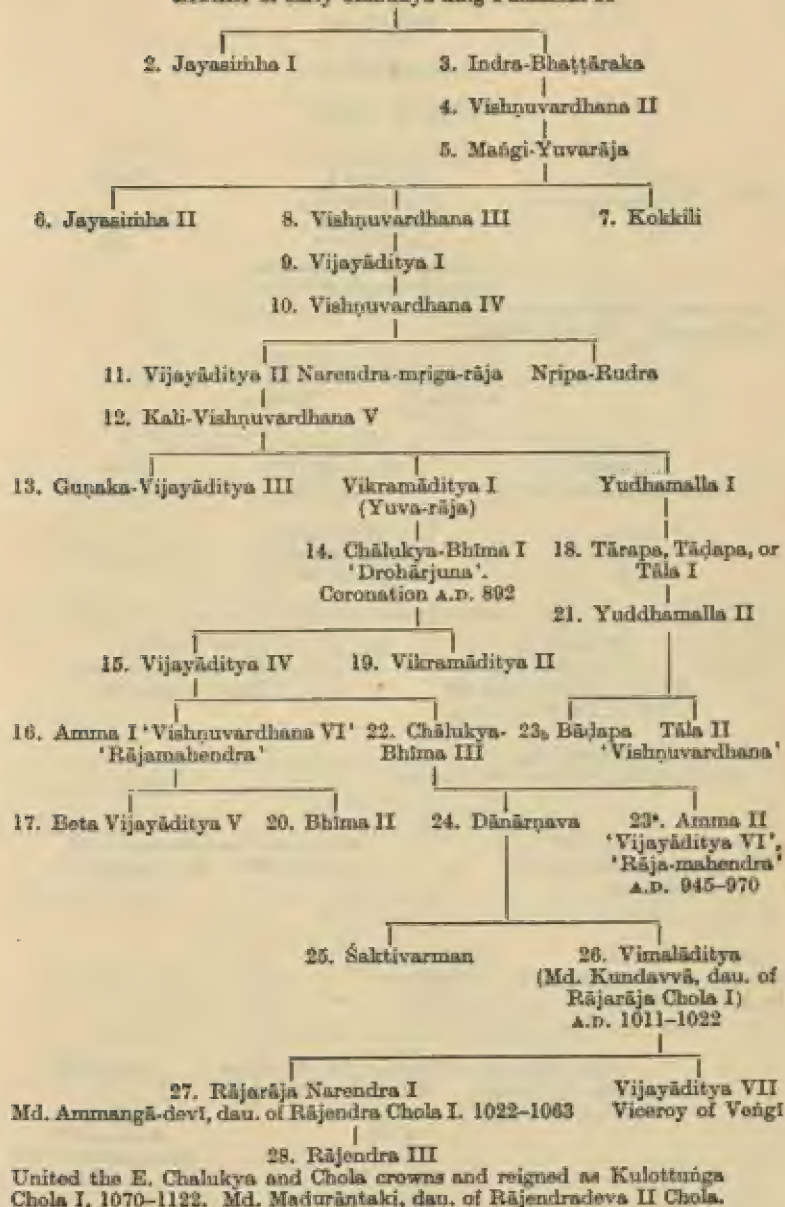 2. Jayasiṁha I 3. Indra-Bhaṭṭāraka
4. Vishṇuvardhana II
5. Maṅgi-Yuvarāja
6. Jayasiṁha II 8. Vishṇuvardhana III 7. Kokkili
9. Vijayāditya I
10. Vishṇuvardhana IV
11. Vijayāditya II Narendra-mṛiga-rāja Nṛipa-Rudra
12. Kali-Vishṇuvardhana V
13. Guṇaka-Vijayāditya III Vikramāditya I Yudhamalla I
(Yuva-rāja)
14. Chālukya-Bhīma I 18. Tārapa, Tāḍapa, or
'Drohārjuna'. Tāla I
Coronation A.D. 892
21. Yuddhamalla II
15. Vijayāditya IV 19. Vikramāditya II
16. Amma I 'Vishṇuvardhana VI' 22. Chālukya- 23b Bāḍapa Tāla II
'Rājamahendra' Bhīma III 'Vishṇuvardhana'
17. Beta Vijayāditya V 20. Bhīma II 24. Dānārṇava 23ᵃ. Amma II
'Vijayāditya VI',
'Rāja-mahendra'
A.D. 945–970
25. Śaktivarman 26. Vimalāditya
(Md. Kundavvā, dau. of
Rājarāja Chola I)
A.D. 1011–1022
27. Rājarāja Narendra I Vijayāditya VII
Md. Ammangā-devī, dau. of Rājendra Chola I. 1022–1063 Viceroy of Veṅgī
28. Rājendra III
United the E. Chalukya and Chola crowns and reigned as Kulottuṅga
Chola I, 1070–1122. Md. Madurāntakī, dau. of Rājendradeva II Chola.